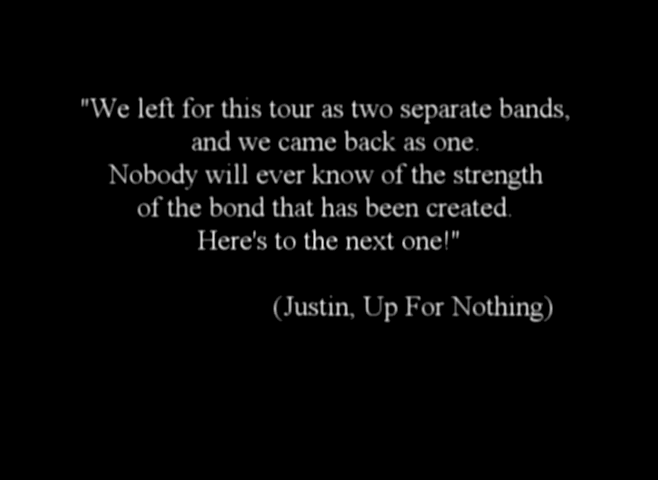 "We left for this tour as two separate bands,
and we came back as one.
Nobody will ever know of the strength
of the bond that has been created.
Here's to the next one!"
(Justin, Up For Nothing)